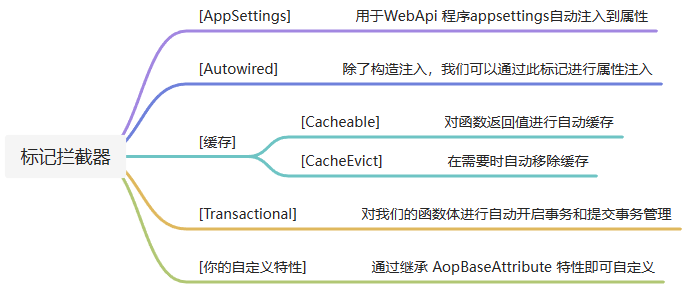 标记拦截器
[AppSettings] 用于WebApi 程序appsettings自动注入到属性
[Autowired] 除了构造注入，我们可以通过此标记进行属性注入
[缓存]
[Cacheable] 对函数返回值进行自动缓存
[CacheEvict] 在需要时自动移除缓存
[Transactional] 对我们的函数体进行自动开启事务和提交事务管理
[你的自定义特性] 通过继承 AopBaseAttribute 特性即可自定义